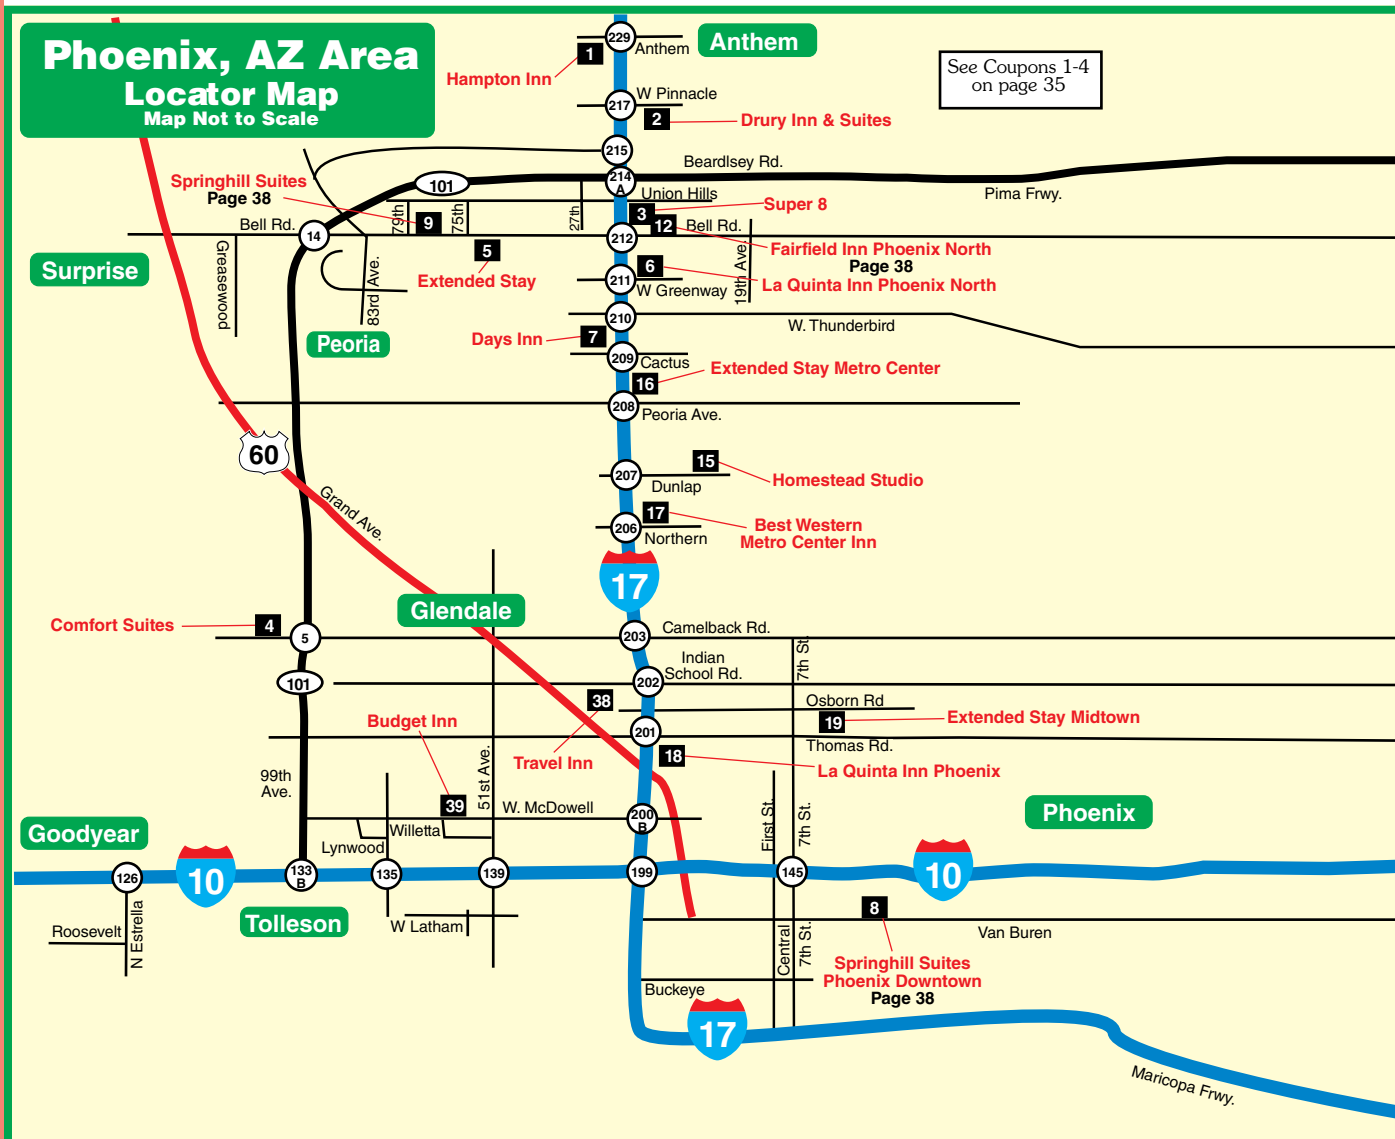 Phoenix, AZ Area
Locator Map
Map Not to Scale
229
Anthem
Anthem
1
Hampton Inn
See Coupons 1-4
on page 35
W Pinnacle
217
2
Drury Inn & Suites
215
Beardlsey Rd.
214
A
101
Union Hills
Pima Frwy.
Springhill Suites
Page 38
79th
75th
27th
9
3
Super 8
12
Bell Rd.
Bell Rd.
14
212
Fairfield Inn Phoenix North
Page 38
5
Extended Stay
6
La Quinta Inn Phoenix North
211
W Greenway
19th Ave.
Surprise
Greasewood
83rd Ave.
Peoria
210
W. Thunderbird
7
Days Inn
209
Cactus
16
Extended Stay Metro Center
208
Peoria Ave.
60
Grand Ave.
15
207
Dunlap
Homestead Studio
17
206
Northern
Best Western
Metro Center Inn
17
Glendale
Comfort Suites
4
5
203
Camelback Rd.
7th St.
101
Indian
School Rd.
202
38
Osborn Rd
19
Extended Stay Midtown
Budget Inn
201
Thomas Rd.
Travel Inn
18
La Quinta Inn Phoenix
99th
Ave.
51st Ave.
39
W. McDowell
200
B
First St.
7th St.
Phoenix
Goodyear
Willetta
Lynwood
126
10
133
B
135
139
199
145
10
Tolleson
W Latham
Roosevelt
N Estrella
8
Van Buren
Central
7th St.
Springhill Suites
Phoenix Downtown
Page 38
Buckeye
17
Maricopa Frwy.